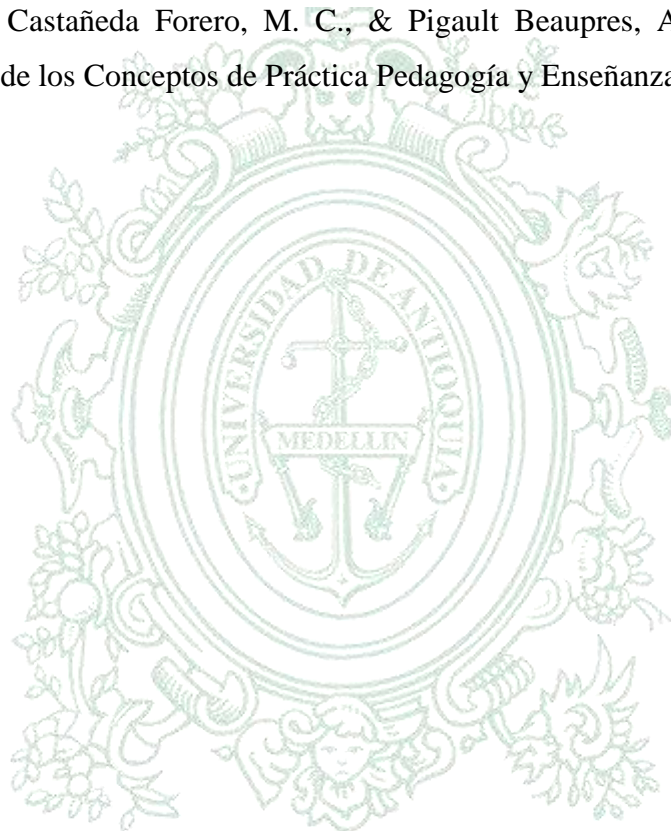 Castañeda Forero, M. C., & Pigault Beaupres, A
de los Conceptos de Práctica Pedagogía y Enseñanza
UNIVERSIDAD DE ANTIOQUIA
MEDELLIN